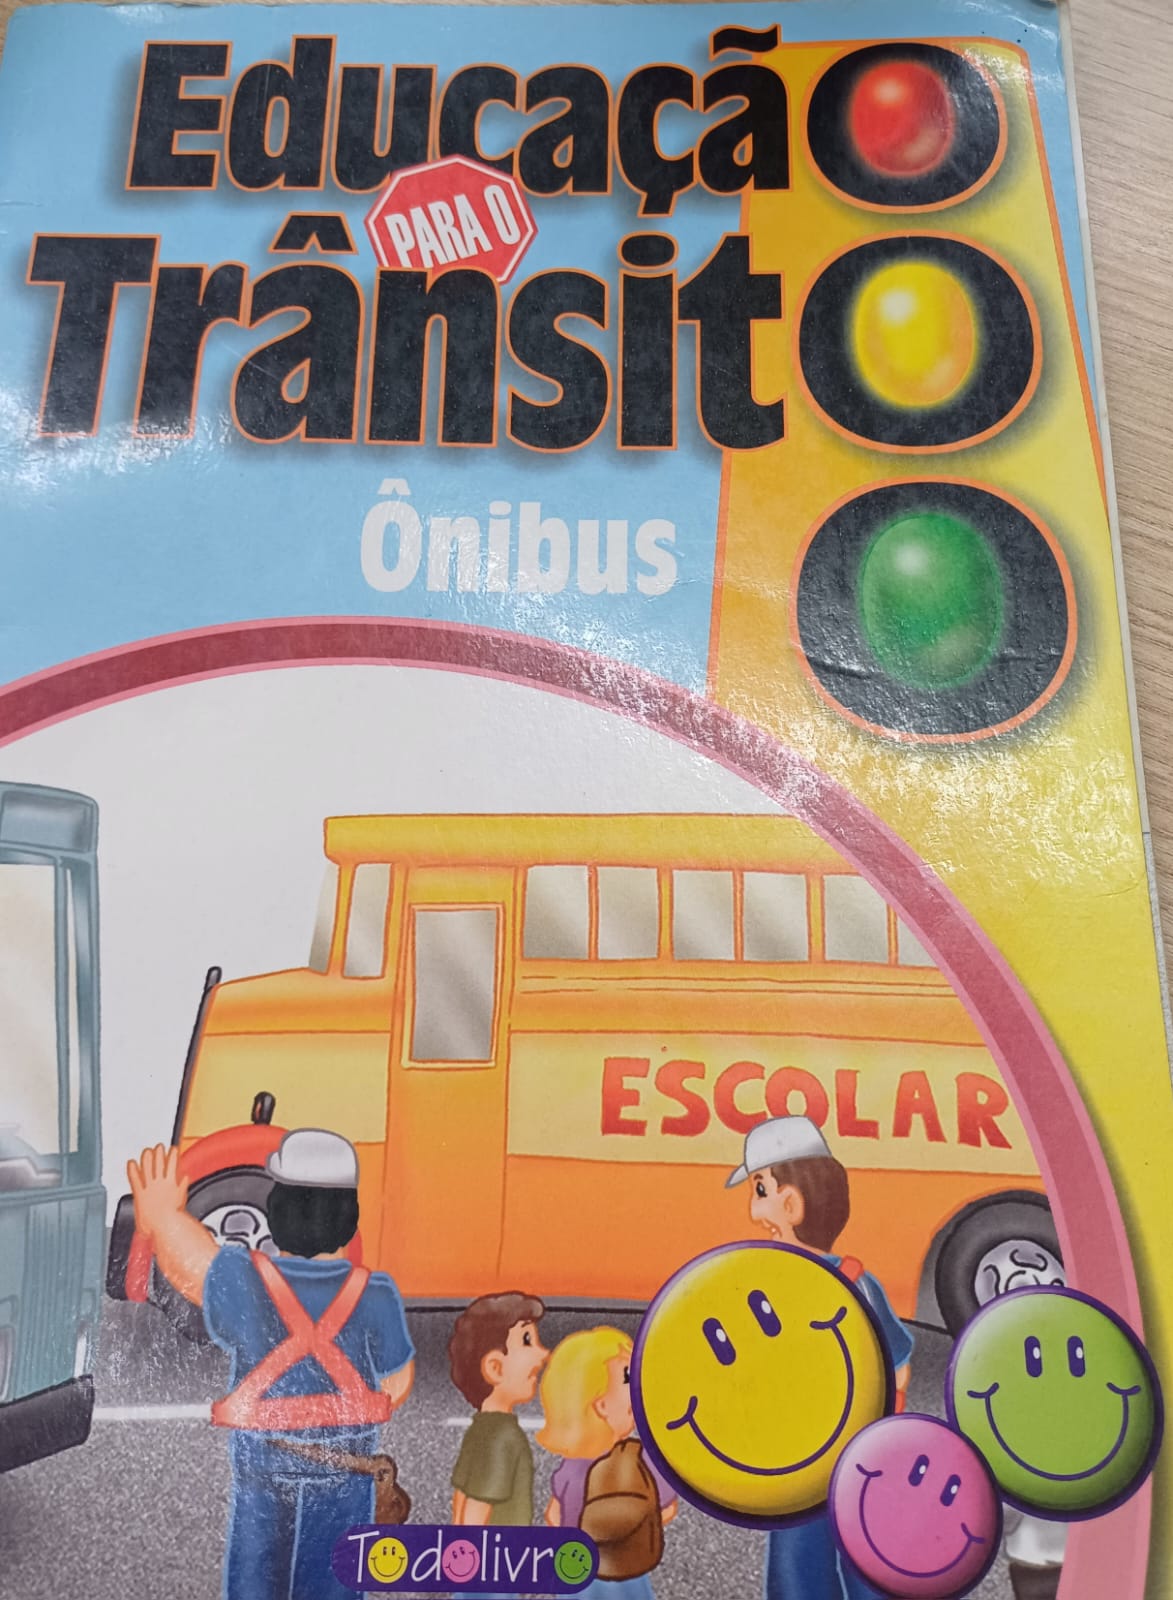 Educação
PARA O
Trânsito
Ônibus
ESCOLAR
Todolivro